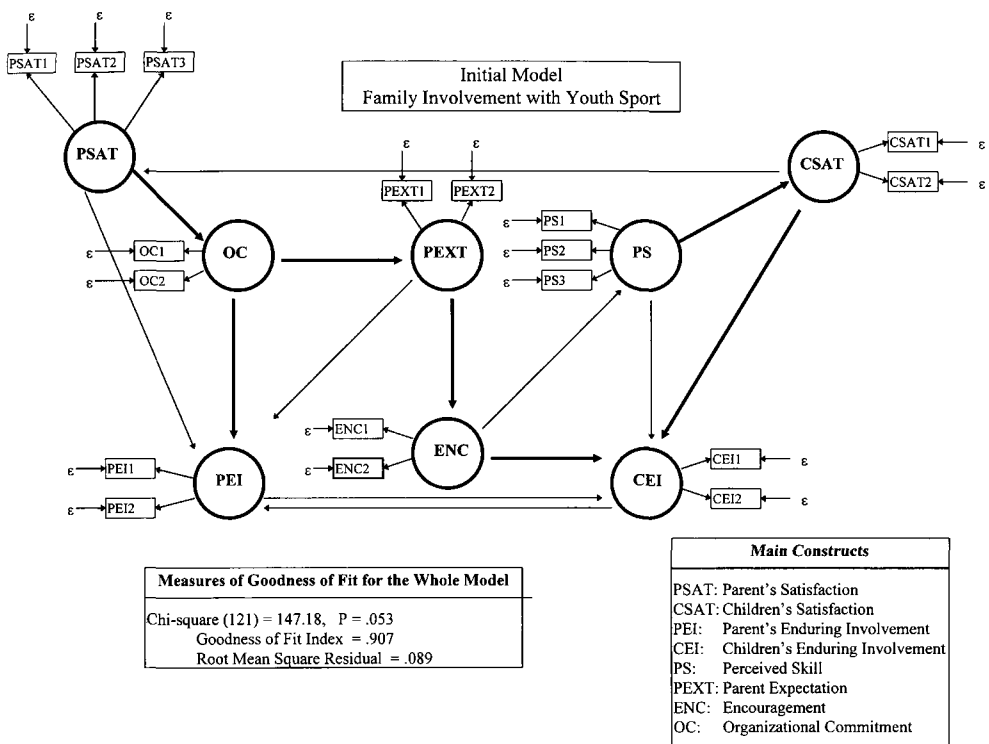 ε ε ε
PSAT1 PSAT2 PSAT3
Initial Model
Family Involvement with Youth Sport
PSAT
CSAT
CSAT1 ε
CSAT2 ε
ε ε
PEXT1 PEXT2
OC
ε OC1
ε OC2
PEXT
ε PS1
ε PS2
ε PS3
PS
ε ENC1
ε ENC2
ENC
ε PEI1
ε PEI2
PEI
CEI
CEI1 ε
CEI2 ε
Measures of Goodness of Fit for the Whole Model
Chi-square (121) = 147.18, P = .053
Goodness of Fit Index = .907
Root Mean Square Residual = .089
Main Constructs
PSAT: Parent's Satisfaction
CSAT: Children's Satisfaction
PEI: Parent's Enduring Involvement
CEI: Children's Enduring Involvement
PS: Perceived Skill
PEXT: Parent Expectation
ENC: Encouragement
OC: Organizational Commitment